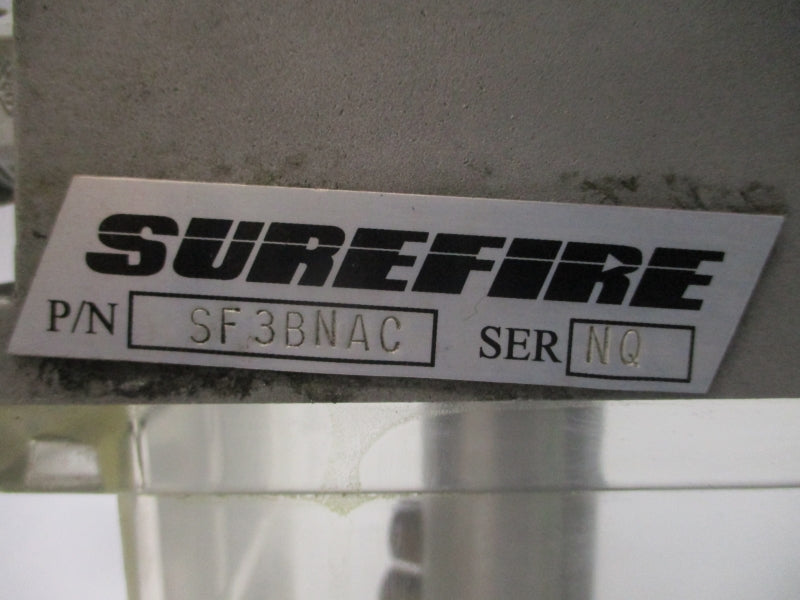 SUREFIRE
P/N SF3BNAC SER NQ